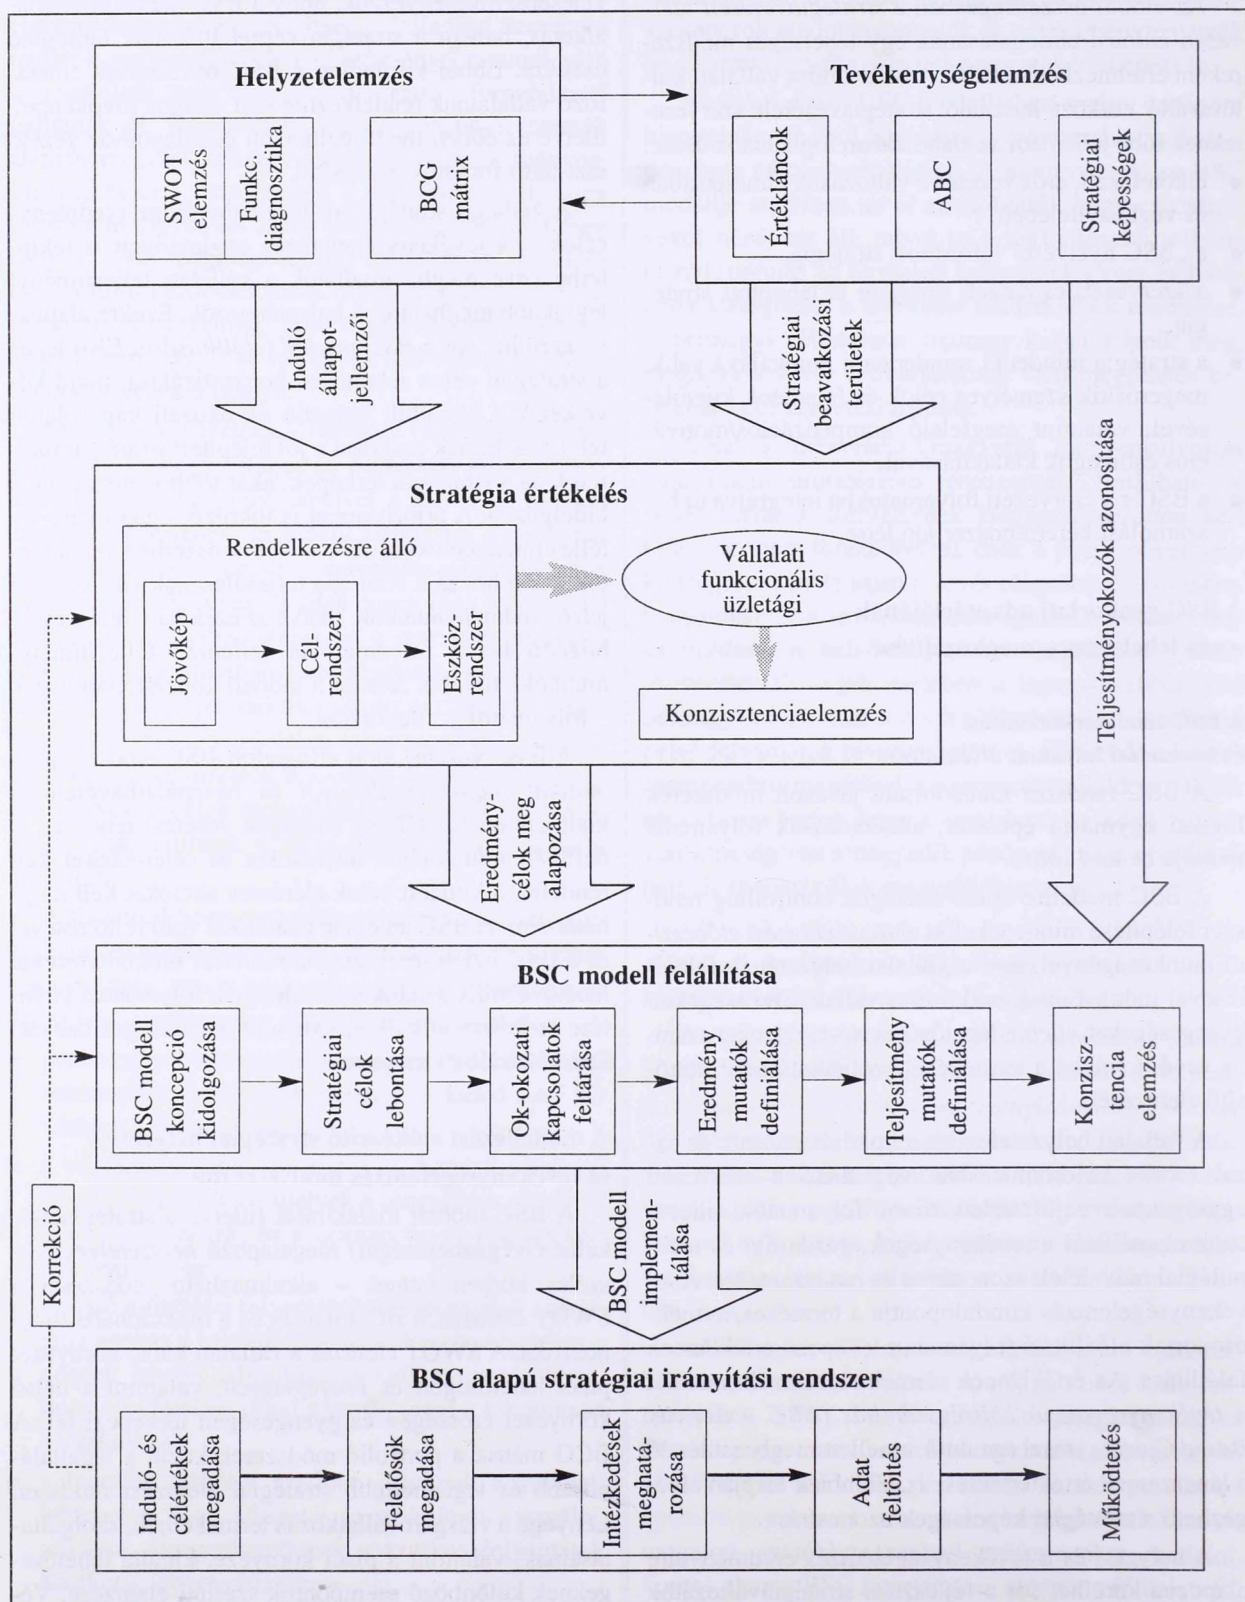 Helyzetelemzés
SWOT
elemzés
Funkc.
diagnosztika
BCG
mátrix
Tevékenységelemzés
Értékláncok
ABC
Stratégiai
képességek
Induló
állapot-
jellemzői
Stratégiai
beavatkozási
területek
Teljesítményokozók azonosítása
Stratégia értékelés
Rendelkezésre álló
Jövőkép
Cél-
rendszer
Eszköz-
rendszer
Vállalati
funkcionális
üzletági
Konzisztenciaelemzés
Eredmény-
célok meg
alapozása
BSC modell felállítása
BSC modell
koncepció
kidolgozása
Stratégiai
célok
lebontása
Ok-okozati
kapcsolatok
feltárása
Eredmény
mutatók
definiálása
Teljesítmény
mutatók
definiálása
Konzisz-
tencia
elemzés
Korrekció
BSC modell
implemen-
tálása
BSC alapú stratégiai irányítási rendszer
Induló és
célértékek
megadása
Felelősök
megadása
Intézkedések
meghatá-
rozása
Adat
feltöltés
Működtetés